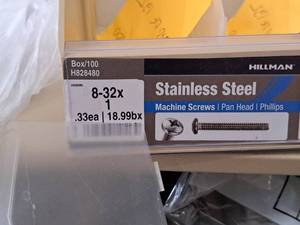 Box/100
H828480
8-32x
1
.33ea | 18.99bx
HILLMAN
Stainless Steel
Machine Screws | Pan Head | Phillips